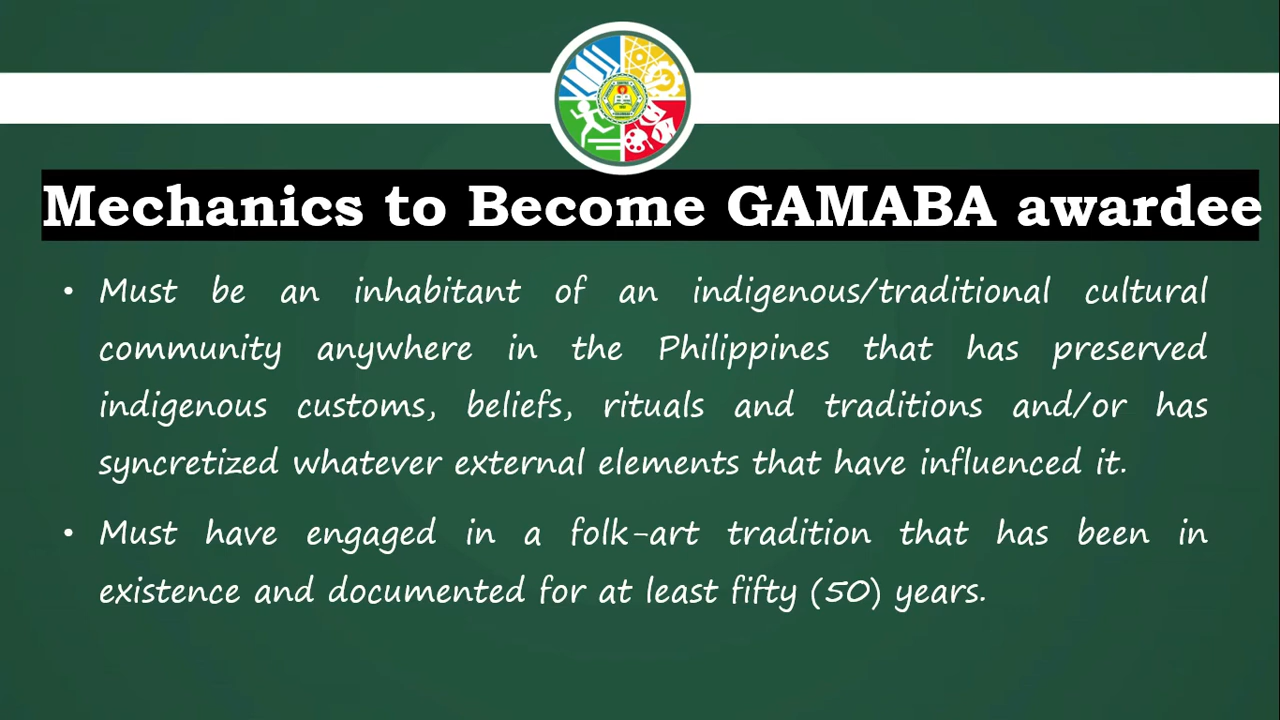 Mechanics to Become GAMABA awardee
• Must be an inhabitant of an indigenous/traditional cultural
community anywhere in the Philippines that has preserved
indigenous customs, beliefs, rituals and traditions and/or has
syncretized whatever external elements that have influenced it.
• Must have engaged in a folk-art tradition that has been in
existence and documented for at least fifty (50) years.